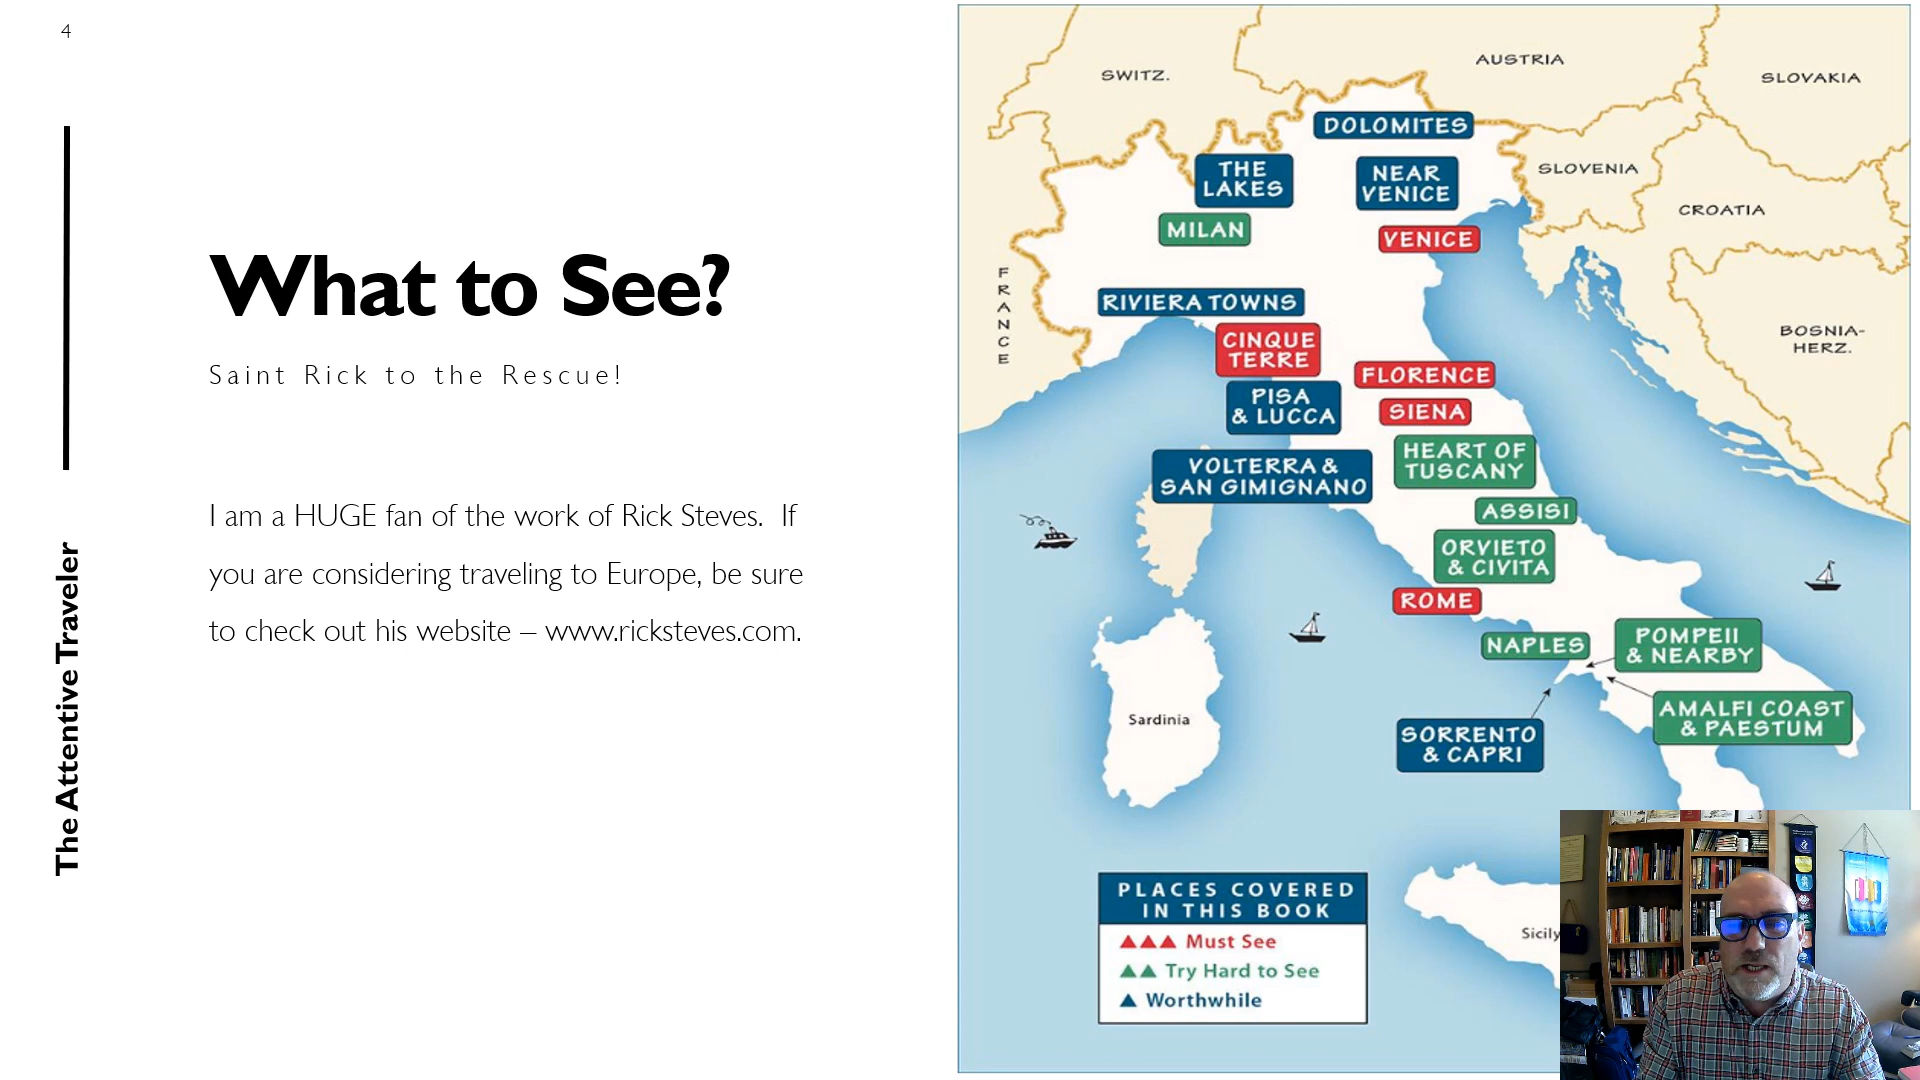 4
The Attentive Traveler
What to See?
Saint Rick to the Rescue!
I am a HUGE fan of the work of Rick Steves.  If
you are considering traveling to Europe, be sure
to check out his website – www.ricksteves.com.
SWITZ.
AUSTRIA
SLOVAKIA
DOLOMITES
THE
LAKES
NEAR
VENICE
SLOVENIA
CROATIA
MILAN
VENICE
FRANCE
RIVIERA TOWNS
BOSNIA-
HERZ.
CINQUE
TERRE
FLORENCE
PISA
& LUCCA
SIENA
HEART OF
TUSCANY
VOLTERRA &
SAN GIMIGNANO
ASSISI
ORVIETO
& CIVITA
ROME
NAPLES
POMPEII
& NEARBY
AMALFI COAST
& PAESTUM
Sardinia
SORRENTO
& CAPRI
PLACES COVERED
IN THIS BOOK
▲▲▲ Must See
▲▲ Try Hard to See
▲ Worthwhile
Sicily